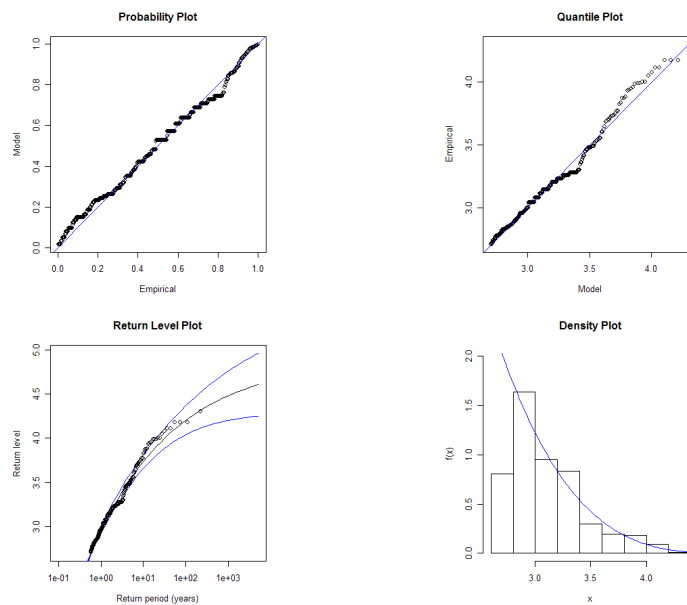 Probability Plot
Model
0.0 0.2 0.4 0.6 0.8 1.0
0.0 0.2 0.4 0.6 0.8 1.0
Empirical
Quantile Plot
Empirical
3.0 3.5 4.0
3.0 3.5 4.0
Model
Return Level Plot
Return level
3.0 3.5 4.0 4.5 5.0
1e-01 1e+00 1e+01 1e+02 1e+03
Return period (years)
Density Plot
f(x)
0.0 0.5 1.0 1.5 2.0
3.0 3.5 4.0
x